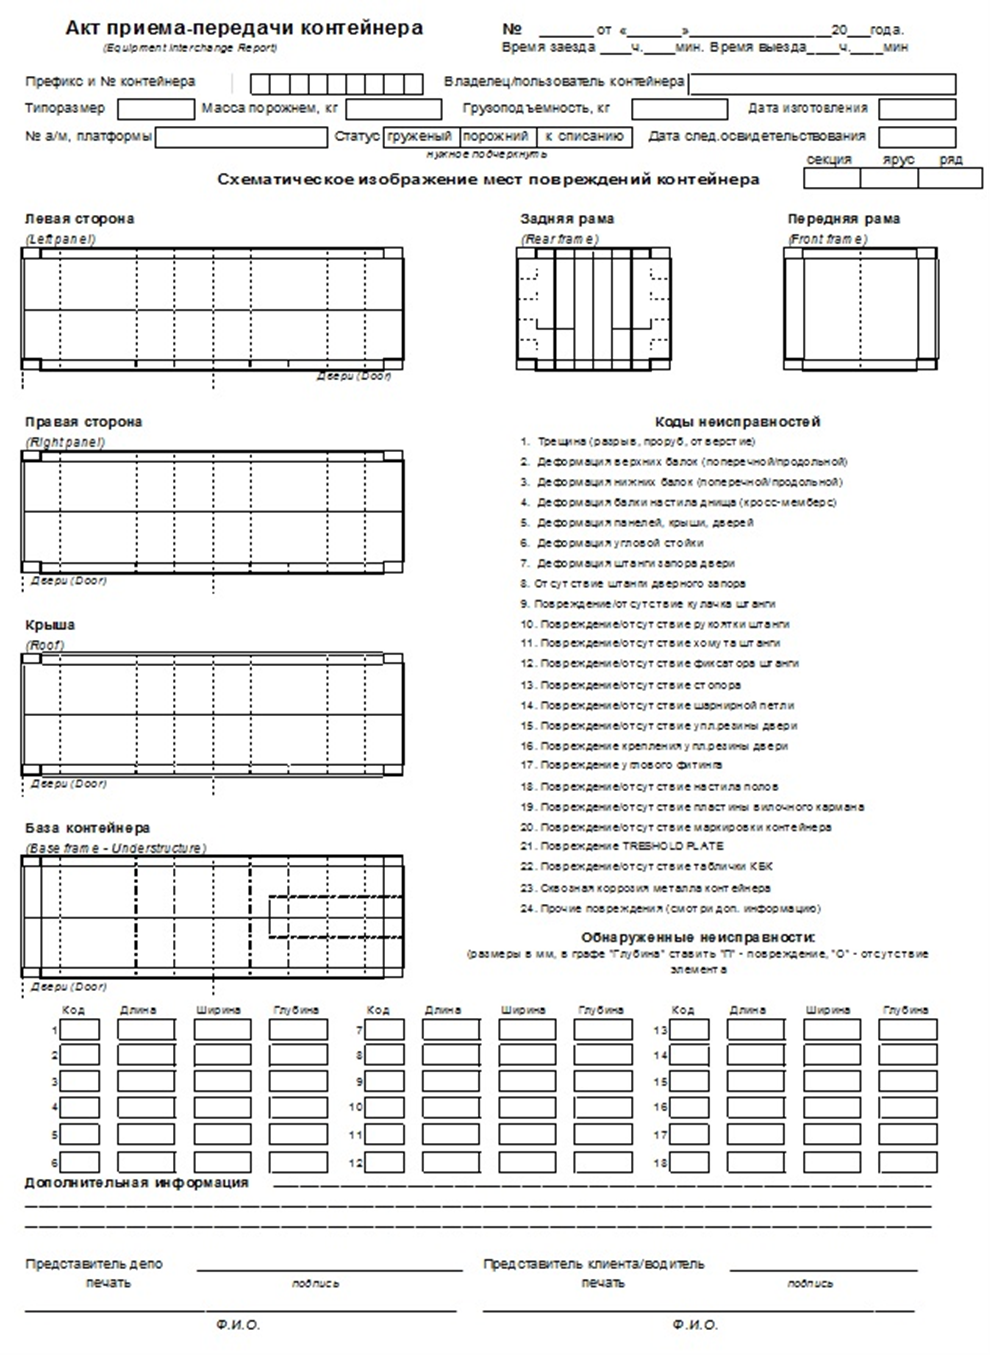 Акт приема-передачи контейнера
(Equipment Interchange Report)
№ ______ от «______»______________20___года.
Время заезда ____ч.____мин. Время выезда____ч.____мин
Префикс и № контейнера
Владелец/пользователь контейнера
Типоразмер
Масса порожнем, кг
Грузоподъемность, кг
Дата изготовления
№ а/м, платформы
Статус груженый порожний к списанию
Дата след.освидетельствования
нужное подчеркнуть
секция ярус ряд
Схематическое изображение мест повреждений контейнера
Левая сторона
(Left panel)
Двери (Door)
Задняя рама
(Rear frame)
Передняя рама
(Front frame)
Правая сторона
(Right panel)
Двери (Door)
Крыша
(Roof)
Двери (Door)
База контейнера
(Base frame - Understructure)
Двери (Door)
Коды неисправностей
1. Трещина (разрыв, проруб, отверстие)
2. Деформация верхних балок (поперечной/продольной)
3. Деформация нижних балок (поперечной/продольной)
4. Деформация балки настила днища (кросс-мемберс)
5. Деформация панелей, крыши, дверей
6. Деформация угловой стойки
7. Деформация штанги запора двери
8. Отсутствие штанги дверного запора
9. Повреждение/отсутствие кулачка штанги
10. Повреждение/отсутствие рукоятки штанги
11. Повреждение/отсутствие хомута штанги
12. Повреждение/отсутствие фиксатора штанги
13. Повреждение/отсутствие стопора
14. Повреждение/отсутствие шарнирной петли
15. Повреждение/отсутствие упл.резины двери
16. Повреждение крепления упл.резины двери
17. Повреждение углового фитинга
18. Повреждение/отсутствие настила полов
19. Повреждение/отсутствие пластины вилочного кармана
20. Повреждение/отсутствие маркировки контейнера
21. Повреждение TRESHOLD PLATE
22. Повреждение/отсутствие таблички КБК
23. Сквозная коррозия металла контейнера
24. Прочие повреждения (смотри доп. информацию)
Обнаруженные неисправности:
(размеры в мм, в графе "Глубина" ставить "П" - повреждение, "О" - отсутствие
элемента
Код Длина Ширина Глубина Код Длина Ширина Глубина Код Длина Ширина Глубина
1 7 13
2 8 14
3 9 15
4 10 16
5 11 17
6 12 18
Дополнительная информация
Представитель депо
Представитель клиента/водитель
печать подпись
печать подпись
Ф.И.О.
Ф.И.О.